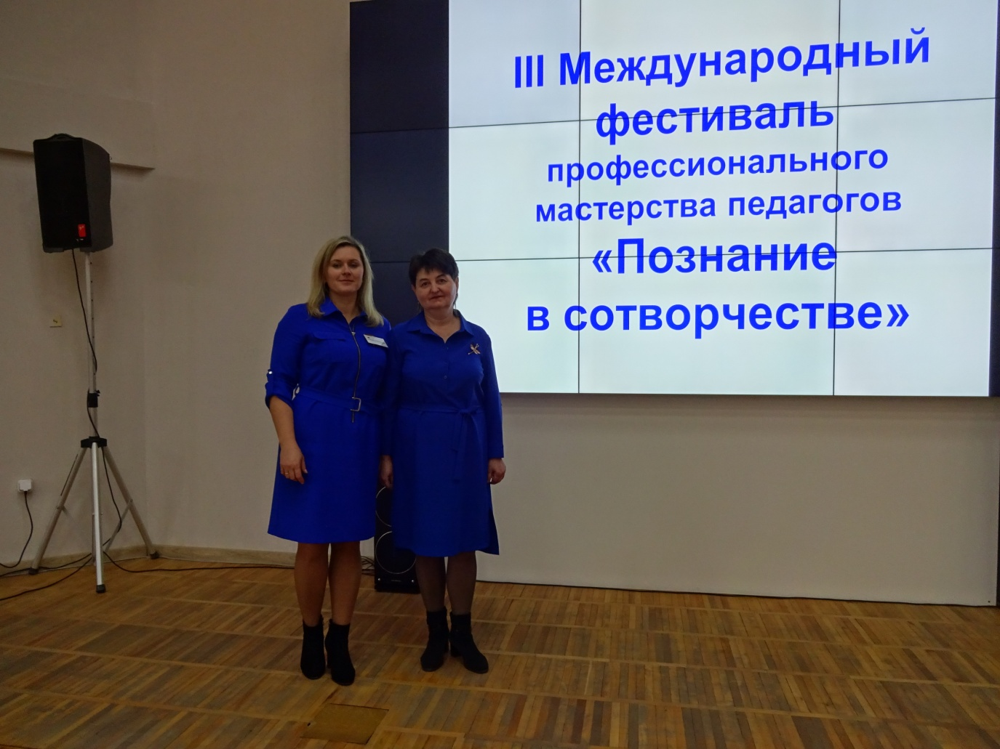 III Международный
фестиваль
профессионального
мастерства педагогов
«Познание
в сотворчестве»